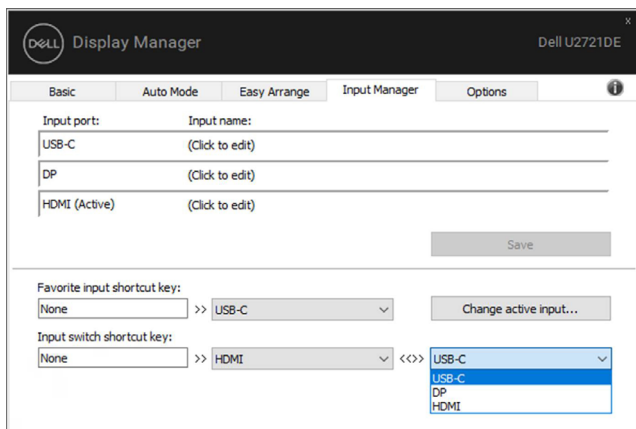 x
DELL Display Manager Dell U2721DE
Basic Auto Mode Easy Arrange Input Manager Options i
Input port: Input name:
USB-C (Click to edit)
DP (Click to edit)
HDMI (Active) (Click to edit)
Save
Favorite input shortcut key:
None >> USB-C Change active input...
Input switch shortcut key:
None >> HDMI <<>> USB-C
USB-C
DP
HDMI